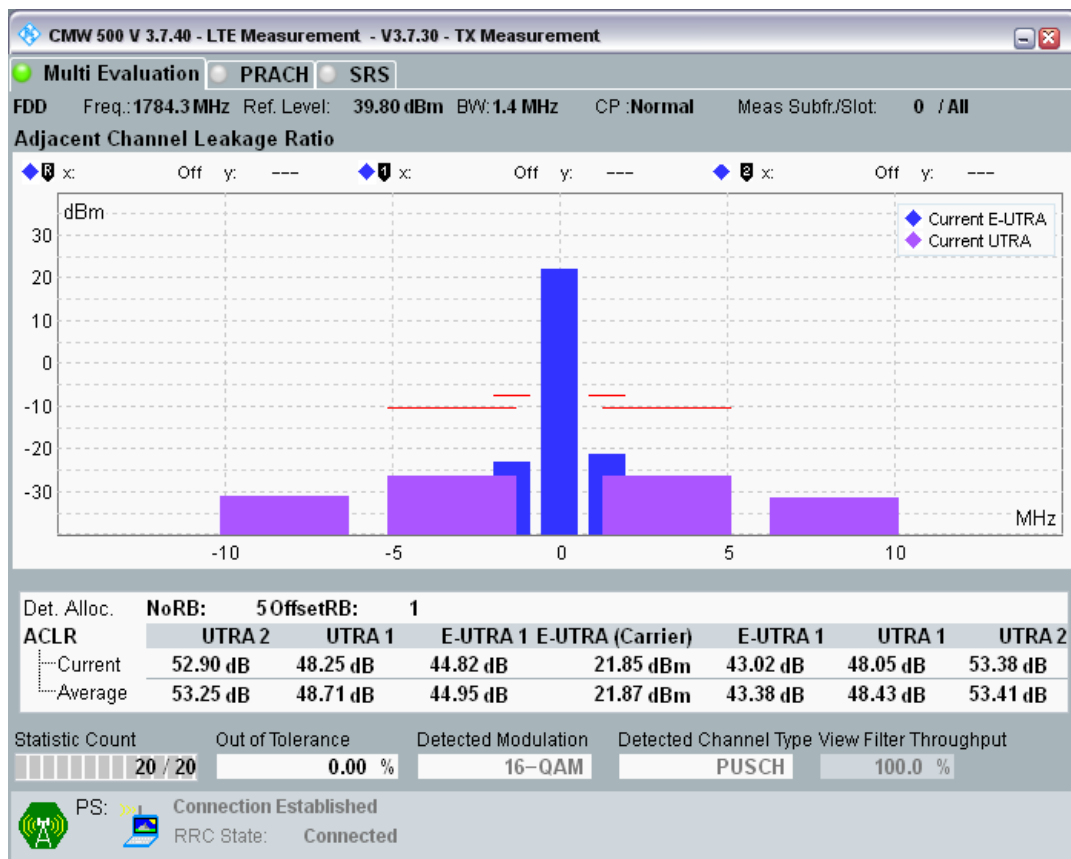 CMW 500 V 3.7.40 - LTE Measurement - V3.7.30 - TX Measurement
Multi Evaluation PRACH SRS
FDD Freq.: 1784.3 MHz Ref. Level: 39.80 dBm BW: 1.4 MHz CP : Normal Meas Subfr./Slot: 0 / All
Adjacent Channel Leakage Ratio
R x: Off y: --- 1 x: Off y: --- 2 x: Off y: ---
dBm
Current E-UTRA
Current UTRA
30
20
10
0
-10
-20
-30
MHz
-10 -5 0 5 10
Det. Alloc. NoRB: 5 OffsetRB: 1
ACLR UTRA 2 UTRA 1 E-UTRA 1 E-UTRA (Carrier) E-UTRA 1 UTRA 1 UTRA 2
Current 52.90 dB 48.25 dB 44.82 dB 21.85 dBm 43.02 dB 48.05 dB 53.38 dB
Average 53.25 dB 48.71 dB 44.95 dB 21.87 dBm 43.38 dB 48.43 dB 53.41 dB
Statistic Count Out of Tolerance Detected Modulation Detected Channel Type View Filter Throughput
20 / 20 0.00 % 16-QAM PUSCH 100.0 %
PS: Connection Established
RRC State: Connected